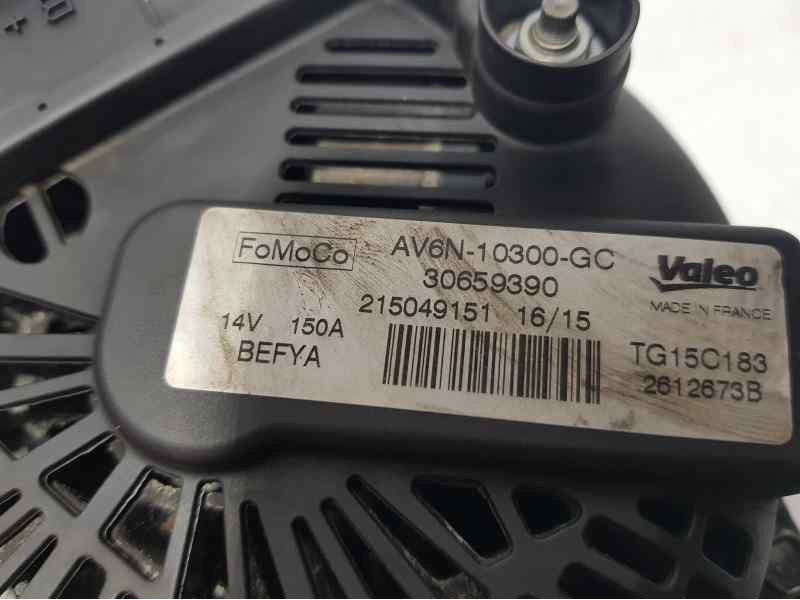 FoMoCo AV6N-10300-GC Valeo
30659390
MADE IN FRANCE
215049151 16/15
14V 150A
BEFYA
TG15C183
2612673B